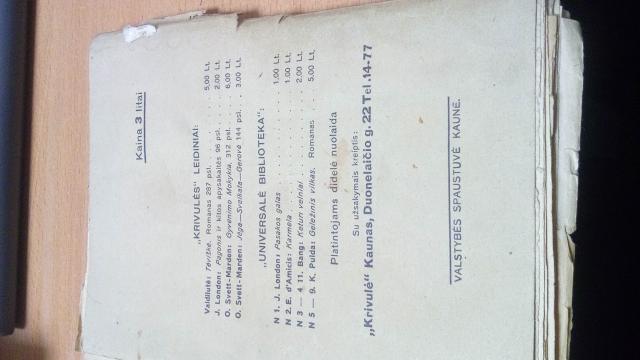 Kaina 3 litai
„KRIVULĖS“ LEIDINIAI:
Vaidilutė: Tėviškė. Romanas 287 psl. . . . 5,00 Lt.
J. London: Pagonis ir kitos apysakaitės 96 psl. . . 2,00 Lt.
O. Svett-Marden: Gyvenimo Mokykla, 312 psl. . . . 6,00 Lt.
O. Svett-Marden: Jėga—Sveikata—Gerovė 144 psl. . . 3,00 Lt.
„UNIVERSALĖ BIBLIOTEKA“:
N 1. J. London: Pasakos galas . . . . . . 1.00 Lt.
N 2. E. d'Amicis: Karmela . . . . . . 1.00 Lt.
N 3 — 4. H. Bang: Keturi velniai . . . . . . 2,00 Lt.
N 5 — 9. K. Pulda: Geležinis vilkas. Romanas . . 5,00 Lt.
Platintojams didelė nuolaida
Su užsakymais kreiptis:
„Krivulė“ Kaunas, Duonelaičio g. 22 Tel. 14-77
VALSTYBĖS SPAUSTUVĖ KAUNE.